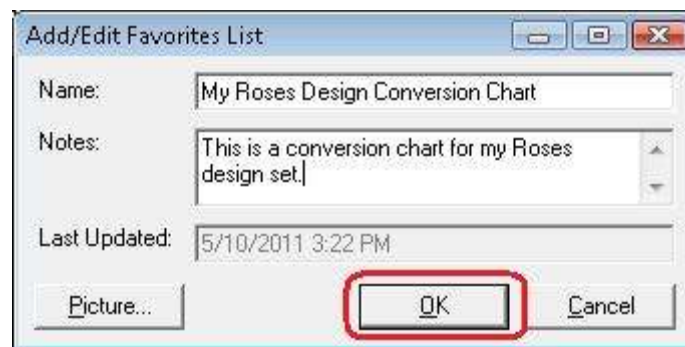 Add/Edit Favorites List
Name: My Roses Design Conversion Chart
Notes: This is a conversion chart for my Roses
design set.
Last Updated: 5/10/2011 3:22 PM
Picture... OK Cancel